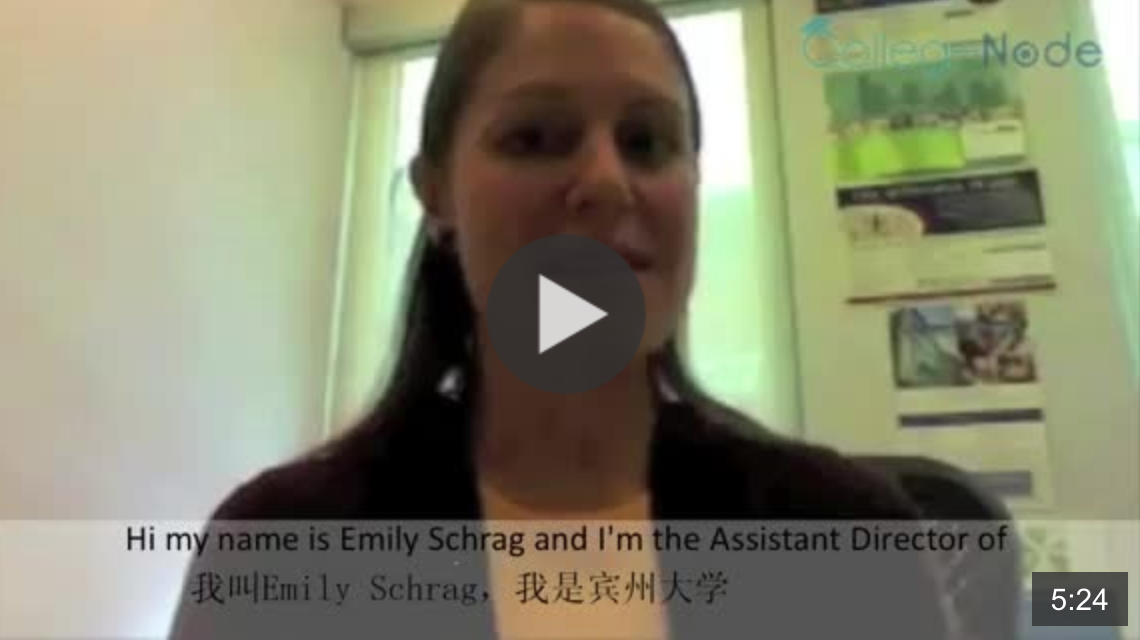 CollegeNode
Hi my name is Emily Schrag and I'm the Assistant Director of
我叫Emily Schrag，我是宾州大学
5:24